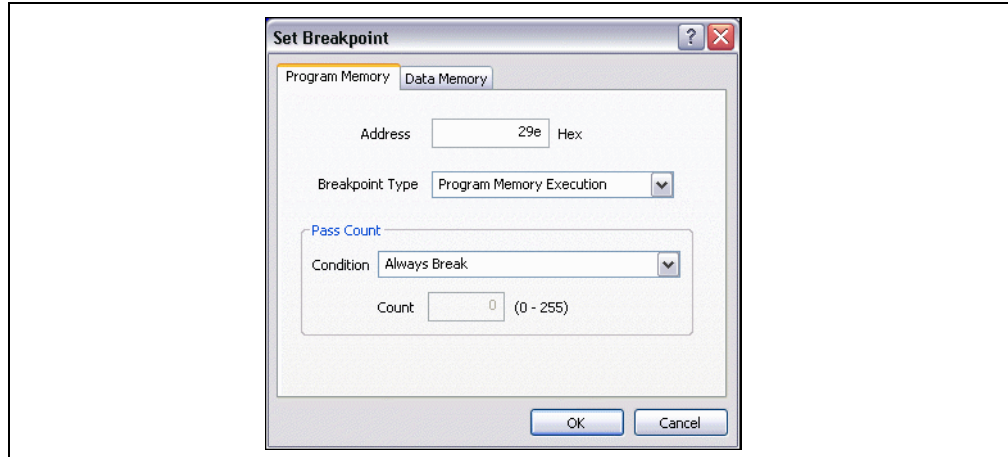 Set Breakpoint
Program Memory Data Memory
Address 29e Hex
Breakpoint Type Program Memory Execution
Pass Count
Condition Always Break
Count 0 (0 - 255)
OK Cancel